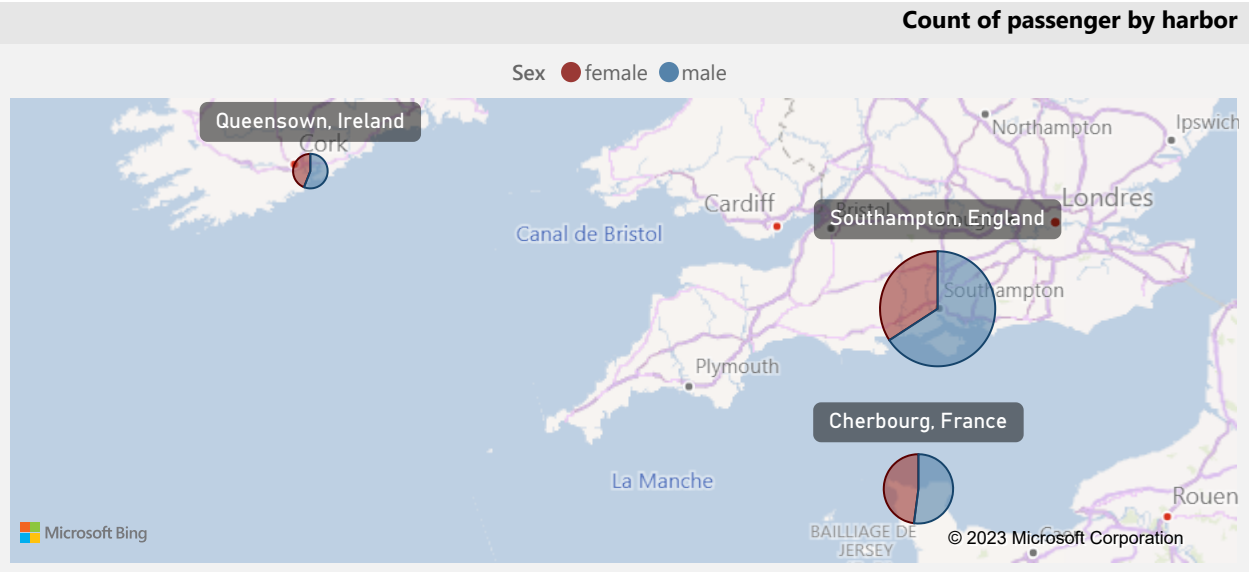 Count of passenger by harbor
Sex female male
Queensown, Ireland
Cork
Northampton
Ipswich
Cardiff
Londres
Bristol
Southampton, England
Canal de Bristol
Southampton
Plymouth
Cherbourg, France
La Manche
Rouen
BAILLIAGE DE
JERSEY
Microsoft Bing
© 2023 Microsoft Corporation